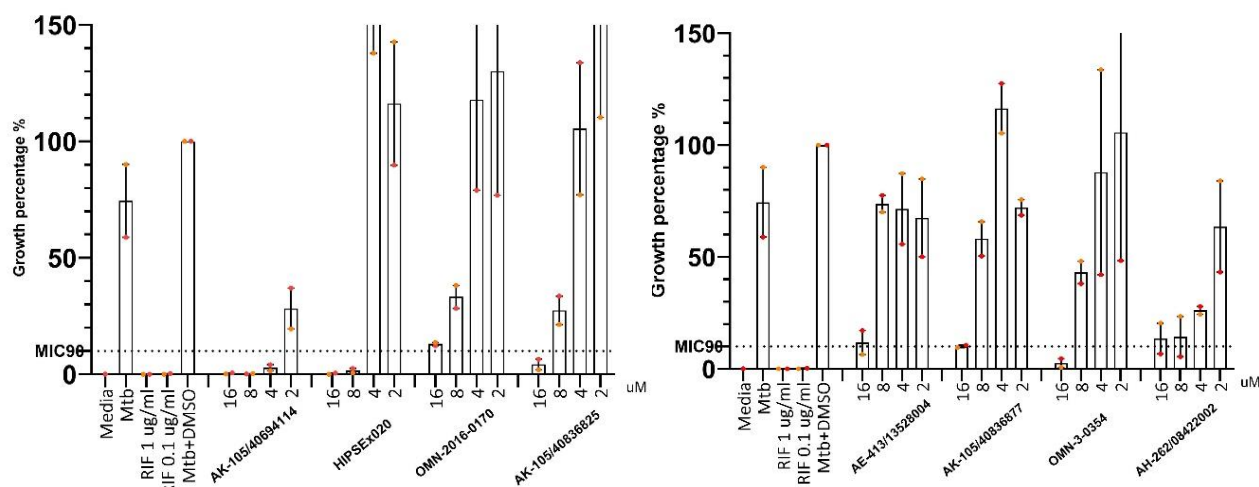 150
100
50
MIC90
0
Growth percentage %
Media
Mtb
RIF 1 ug/ml
RIF 0.1 ug/ml
Mtb+DMSO
16
8
4
2
16
8
4
2
16
8
4
2
16
8
4
2
uM
AK-105/40694114
HIPSEx020
OMN-2016-0170
AK-105/40836825
150
100
50
MIC90
0
Growth percentage %
Media
Mtb
RIF 1 ug/ml
RIF 0.1 ug/ml
Mtb+DMSO
16
8
4
2
16
8
4
2
16
8
4
2
16
8
4
2
uM
AE-413/13528004
AK-105/40836877
OMN-3-0354
AH-262/08422002